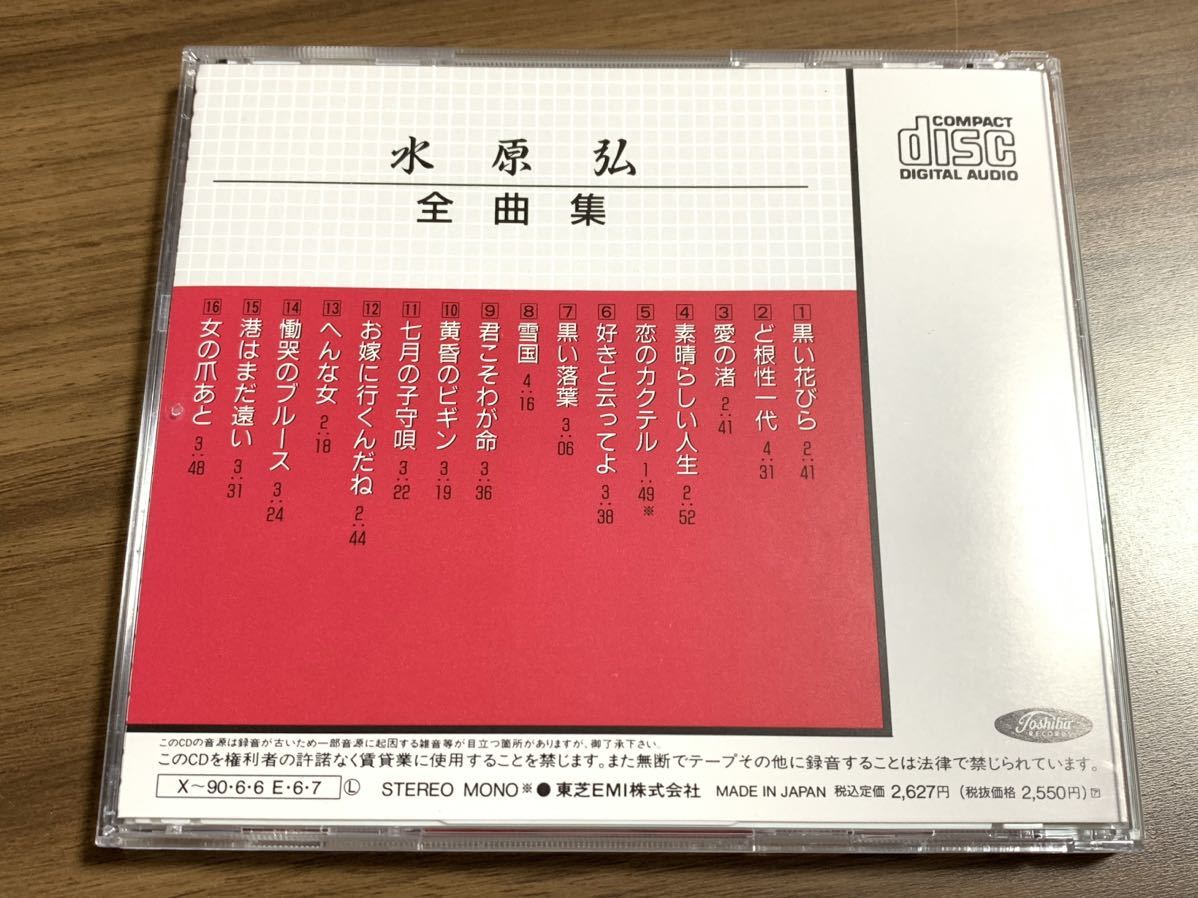 水原弘
全曲集
COMPACT
disc
DIGITAL AUDIO
1 黒い花びら 2:41
2 ど根性一代 4:31
3 愛の渚 2:41
4 素晴らしい人生 2:52
5 恋のカクテル 1:49※
6 好きと云ってよ 3:38
7 黒い落葉 3:06
8 雪国 4:16
9 君こそわが命 3:36
10 黄昏のビギン 3:19
11 七月の子守唄 3:22
12 お嫁に行くんだね 2:44
13 へんな女 2:18
14 慟哭のブルース 3:24
15 港はまだ遠い 3:31
16 女の爪あと 3:48
Toshiba
RECORDS
このCDの音源は録音が古いため一部音源に起因する雑音等が目立つ箇所がありますが、御了承下さい。
このCDを権利者の許諾なく賃貸業に使用することを禁じます。また無断でテープその他に録音することは法律で禁じられています。
X〜90・6・6 E・6・7 Ⓛ STEREO MONO※●東芝EMI株式会社 MADE IN JAPAN 税込定価 2,627円（税抜価格 2,550円）